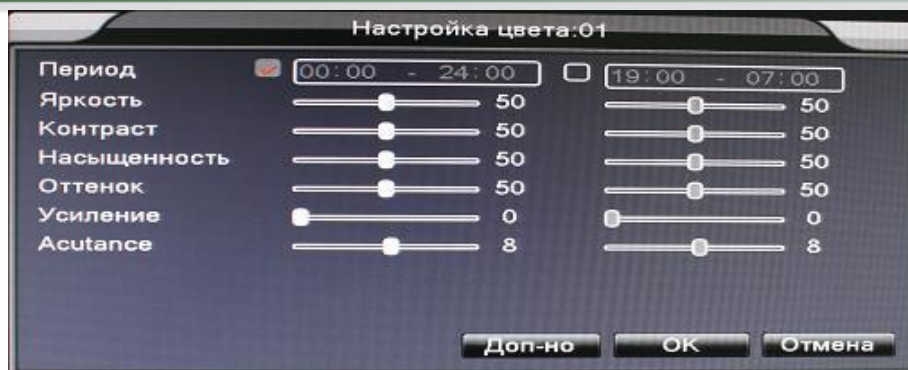 Настройка цвета:01
Период 00:00 - 24:00 19:00 - 07:00
Яркость 50 50
Контраст 50 50
Насыщенность 50 50
Оттенок 50 50
Усиление 0 0
Acutance 8 8
Доп-но OK Отмена